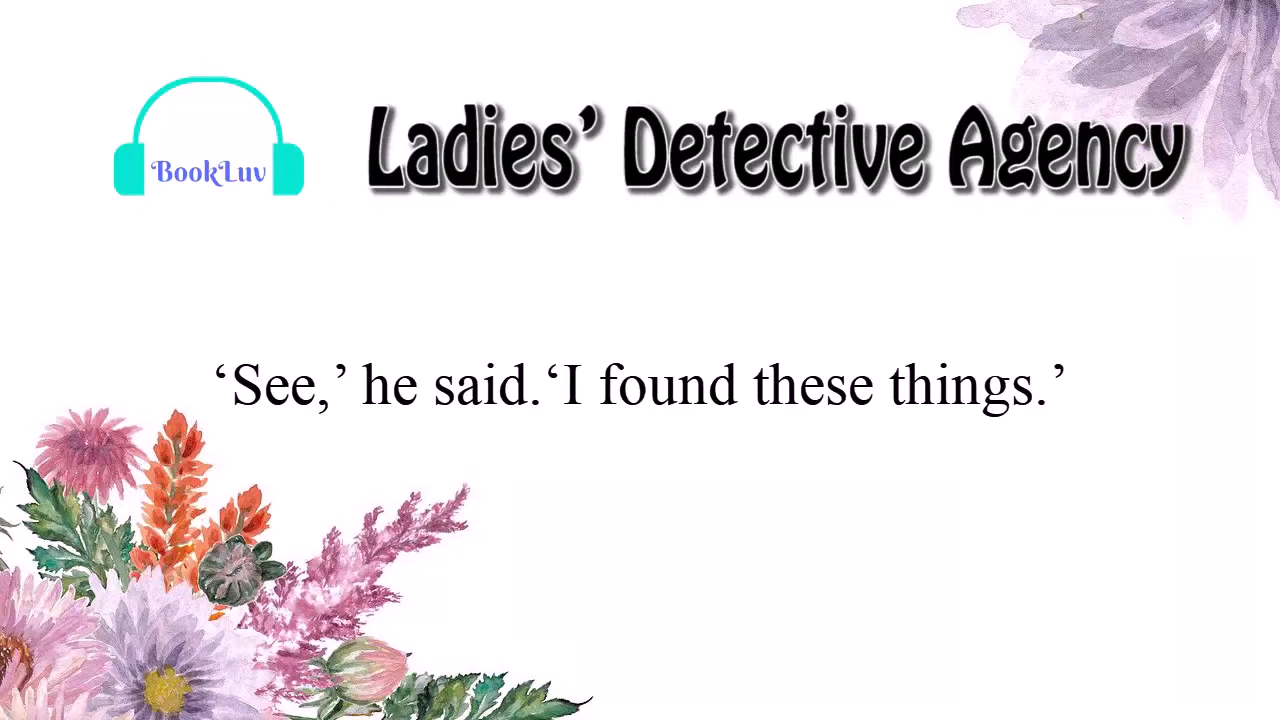 BookLuv
Ladies’ Detective Agency
‘See,’ he said.‘I found these things.’